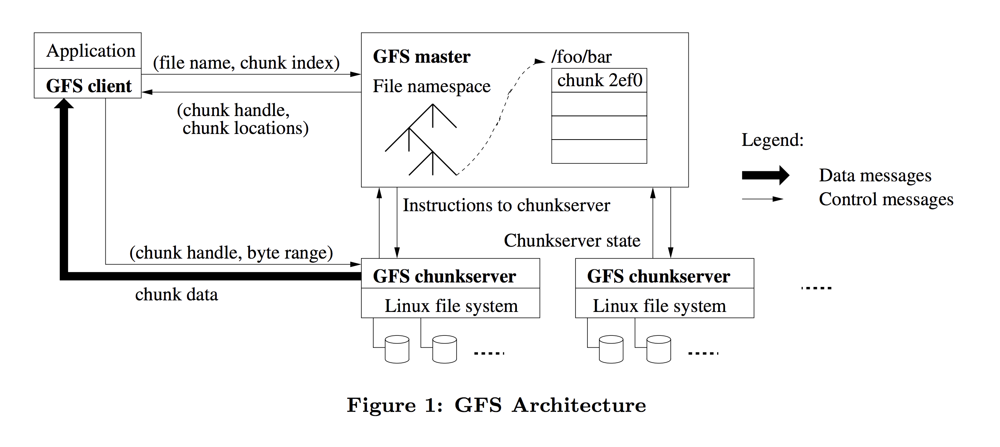 Application
GFS client
(file name, chunk index)
(chunk handle,
chunk locations)
GFS master
File namespace
/foo/bar
chunk 2ef0
Legend:
Data messages
Control messages
Instructions to chunkserver
Chunkserver state
(chunk handle, byte range)
chunk data
GFS chunkserver
Linux file system
GFS chunkserver
Linux file system
Figure 1: GFS Architecture